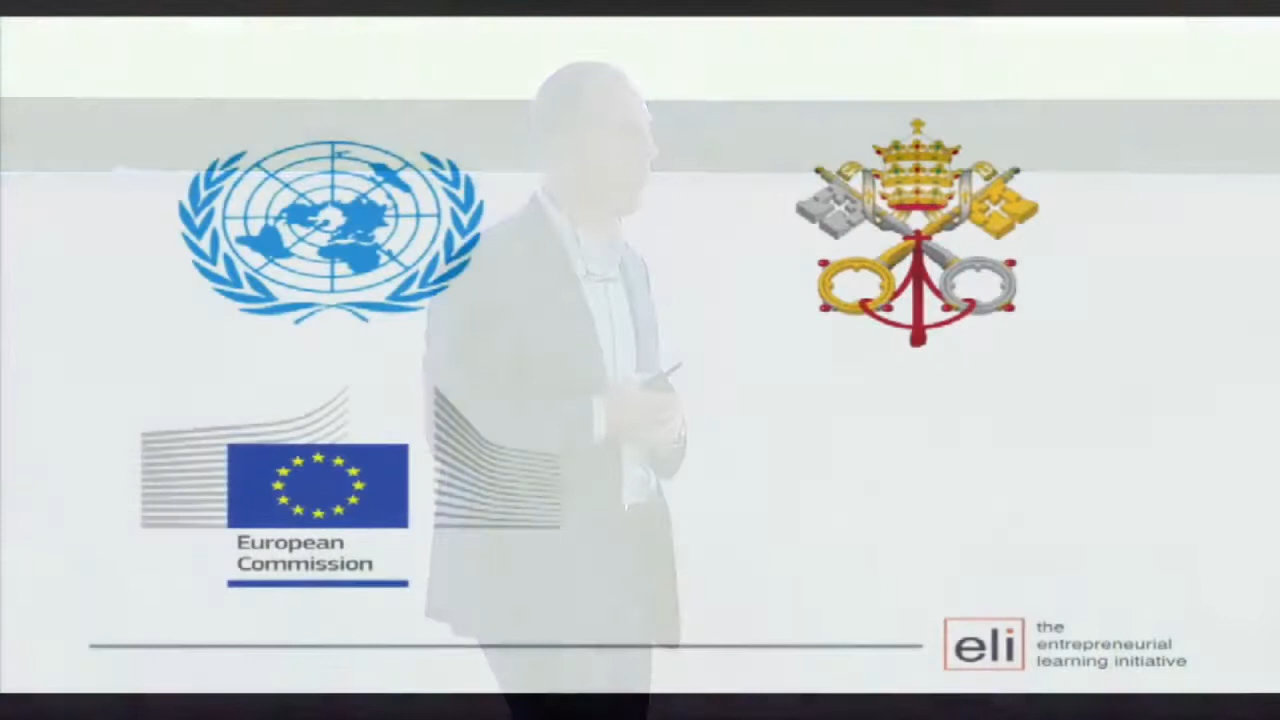 European
Commission
eli
the
entrepreneurial
learning initiative